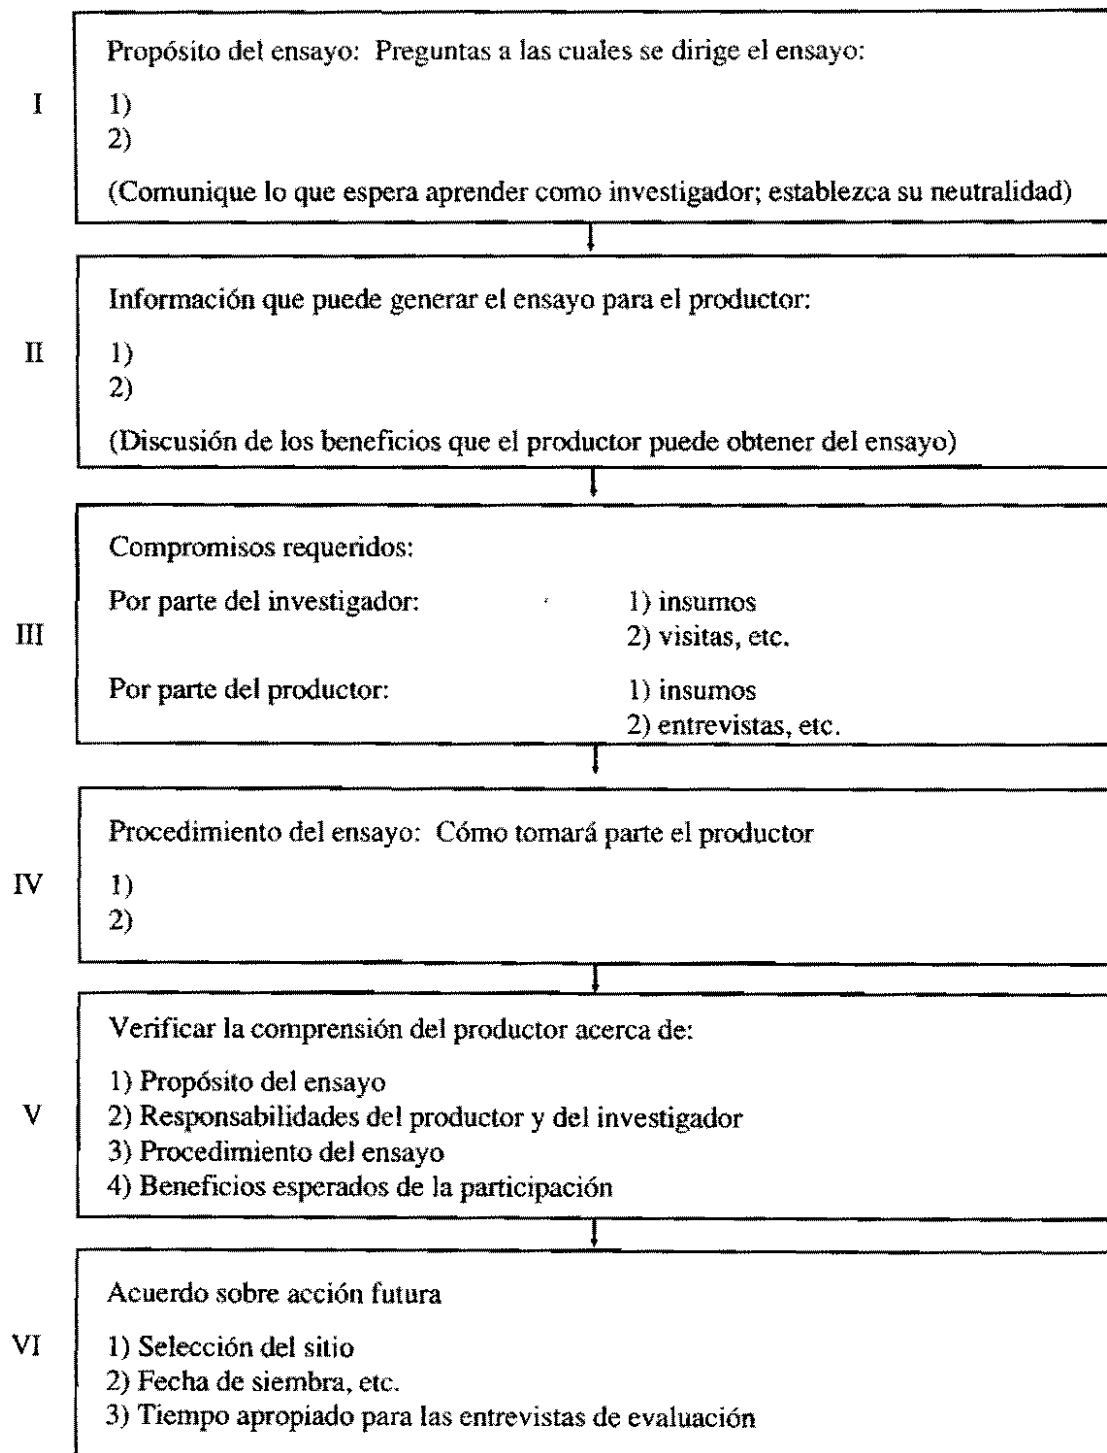 Propósito del ensayo: Preguntas a las cuales se dirige el ensayo:
I
1)
2)
(Comunique lo que espera aprender como investigador; establezca su neutralidad)
Información que puede generar el ensayo para el productor:
II
1)
2)
(Discusión de los beneficios que el productor puede obtener del ensayo)
Compromisos requeridos:
Por parte del investigador: 1) insumos
III
2) visitas, etc.
Por parte del productor: 1) insumos
2) entrevistas, etc.
Procedimiento del ensayo: Cómo tomará parte el productor
IV
1)
2)
Verificar la comprensión del productor acerca de:
1) Propósito del ensayo
V
2) Responsabilidades del productor y del investigador
3) Procedimiento del ensayo
4) Beneficios esperados de la participación
Acuerdo sobre acción futura
VI
1) Selección del sitio
2) Fecha de siembra, etc.
3) Tiempo apropiado para las entrevistas de evaluación